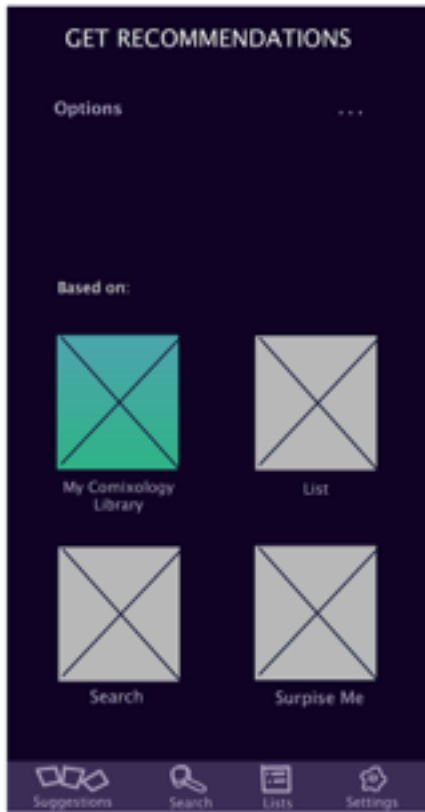 GET RECOMMENDATIONS
Options ...
Based on:
My Comixology
Library
List
Search
Surpise Me
Suggestions
Search
Lists
Settings